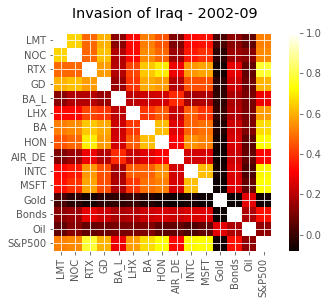 Invasion of Iraq - 2002-09
LMT
NOC
RTX
GD
BA_L
LHX
BA
HON
AIR_DE
INTC
MSFT
Gold
Bonds
Oil
S&P500
LMT
NOC
RTX
GD
BA_L
LHX
BA
HON
AIR_DE
INTC
MSFT
Gold
Bonds
Oil
S&P500
1.0
0.8
0.6
0.4
0.2
0.0